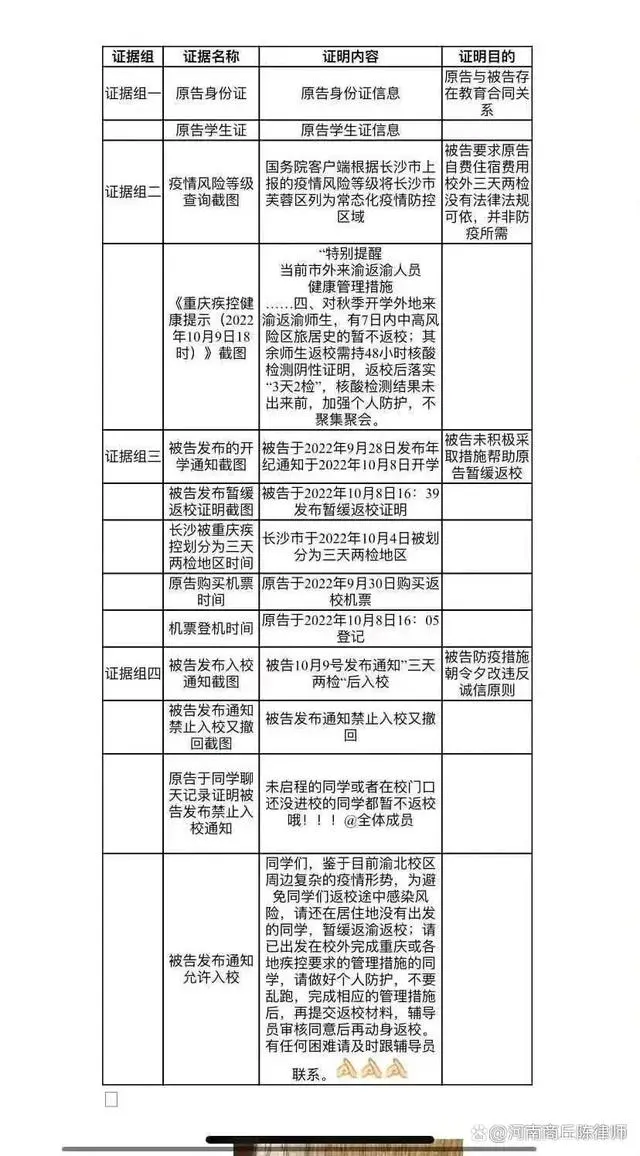 证据组 证据名称 证明内容 证明目的
证据组一 原告身份证 原告身份证信息 原告与被告存
在教育合同关
系
原告学生证 原告学生证信息
证据组二
疫情风险等级
查询截图
国务院客户端根据长沙市上
报的疫情风险等级将长沙市
芙蓉区列为常态化疫情防控
区域
被告要求原告
自费住宿费用
校外三天两检
没有法律法规
可依，并非防
疫所需
《重庆疾控健
康提示（2022
年10月9日18
时）》截图
“特别提醒
当前市外来渝返渝人员
健康管理措施
……四、对秋季开学外地来
渝返渝师生，有7日内中高风
险区旅居史的暂不返校；其
余师生返校需持48小时核酸
检测阴性证明，返校后落实
“3天2检”，核酸检测结果未
出来前，加强个人防护，不
聚集聚会。
证据组三
被告发布的开
学通知截图
被告于2022年9月28日发布年
纪通知于2022年10月8日开学
被告未积极采
取措施帮助原
告暂缓返校
被告发布暂缓
返校证明截图
被告于2022年10月8日16：39
发布暂缓返校证明
长沙被重庆疾
控划分为三天
两检地区时间
长沙市于2022年10月4日被划
分为三天两检地区
原告购买机票
时间
原告于2022年9月30日购买返
校机票
机票登机时间
原告于2022年10月8日16：05
登记
证据组四
被告发布入校
通知截图
被告10月9号发布通知”三天
两检“后入校
被告防疫措施
朝令夕改违反
诚信原则
被告发布通知
禁止入校又撤
回截图
被告发布通知禁止入校又撤
回
原告于同学聊
天记录证明被
告发布禁止入
校通知
未启程的同学或者在校门口
还没进校的同学都暂不返校
哦！！！@全体成员
被告发布通知
允许入校
同学们，鉴于目前渝北校区
周边复杂的疫情形势，为避
免同学们返校途中感染风
险，请还在居住地没有出发
的同学，暂缓返渝返校；请
已出发在校外完成重庆或各
地疾控要求的管理措施的同
学，请做好个人防护，不要
乱跑，完成相应的管理措施
后，再提交返校材料，辅导
员审核同意后再动身返校。
有任何困难请及时跟辅导员
联系。
@河南商丘陈律师